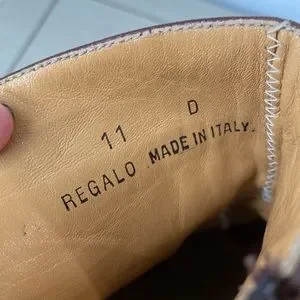 11 D
REGALO MADE IN ITALY.